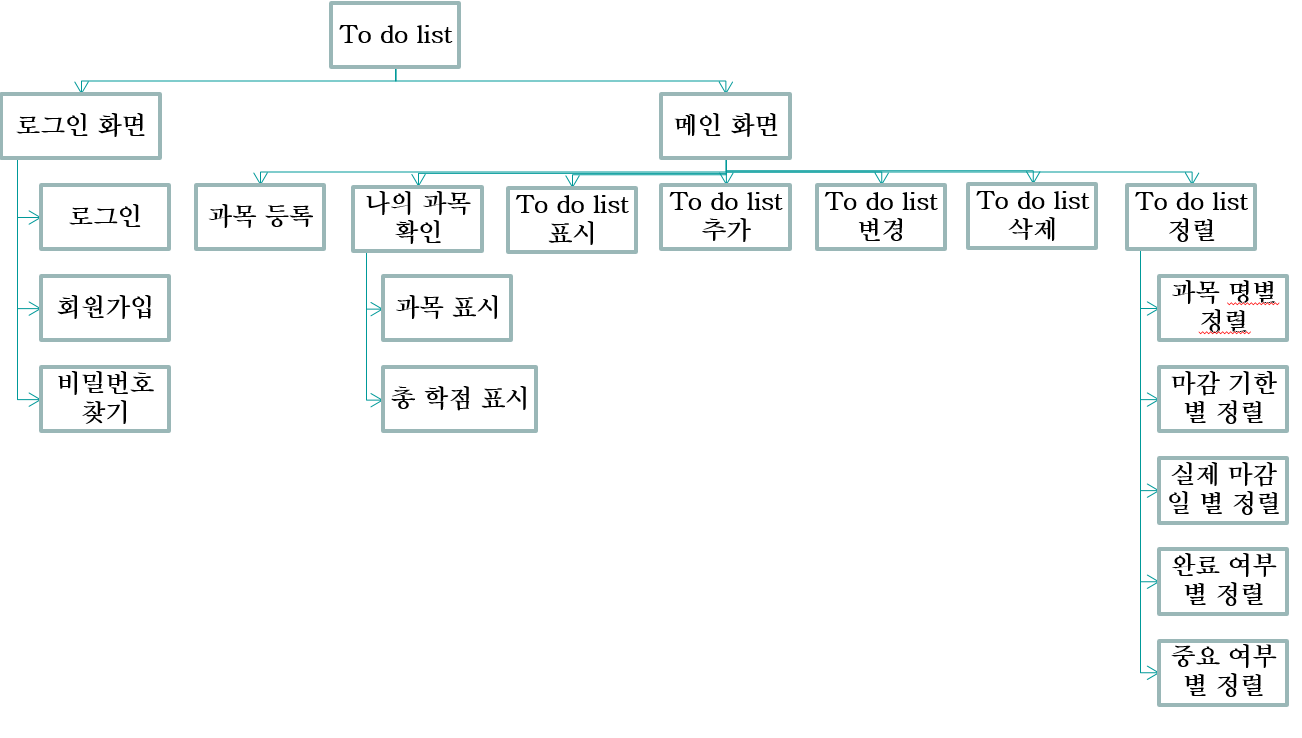 To do list
로그인 화면
메인 화면
로그인
과목 등록
나의 과목
확인
To do list
표시
To do list
추가
To do list
변경
To do list
삭제
To do list
정렬
회원가입
과목 표시
과목 명별
정렬
비밀번호
찾기
총 학점 표시
마감 기한
별 정렬
실제 마감
일 별 정렬
완료 여부
별 정렬
중요 여부
별 정렬